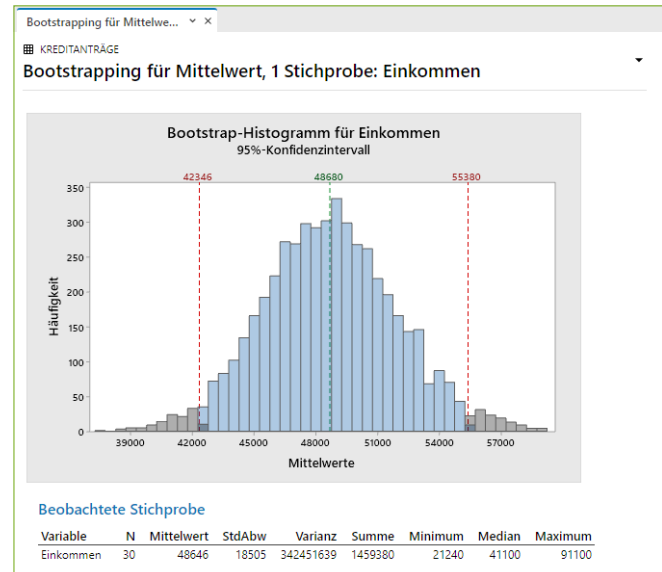 Bootstrapping für Mittelwe...
KREDITANTRÄGE
Bootstrapping für Mittelwert, 1 Stichprobe: Einkommen
Bootstrap-Histogramm für Einkommen
95%-Konfidenzintervall
42346 48680 55380
350
300
250
200
150
100
50
0
Häufigkeit
39000 42000 45000 48000 51000 54000 57000
Mittelwerte
Beobachtete Stichprobe
Variable N Mittelwert StdAbw Varianz Summe Minimum Median Maximum
Einkommen 30 48646 18505 342451639 1459380 21240 41100 91100